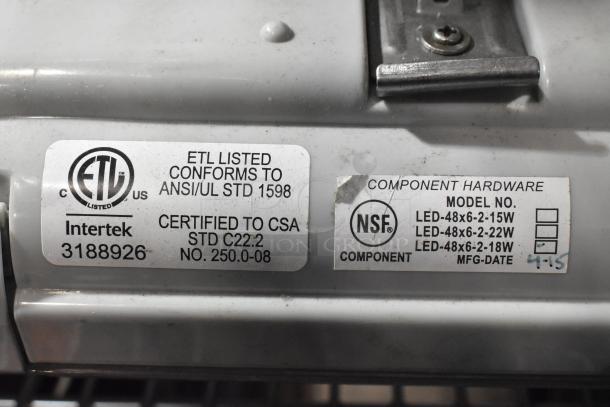 ETL LISTED
CONFORMS TO
ANSI/UL STD 1598
C ETL US
LISTED
Intertek
3188926
CERTIFIED TO CSA
STD C22.2
NO. 250.0-08
COMPONENT HARDWARE
MODEL NO.
NSF®
LED-48x6-2-15W
LED-48x6-2-22W
LED-48x6-2-18W
COMPONENT
MFG-DATE 4-15